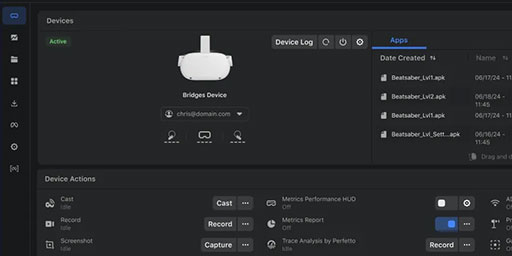 Devices
Active
Device Log
Apps
Date Created
Name
Beatsaber_Lvl1.apk
06/17/24 -
11:45
Beatsaber_Lvl2.apk
06/18/24 -
11:45
Beatsaber_Lvl1.apk
06/17/24 -
11:45
Beatsaber_Lvl_Sett...apk
06/16/24 -
11:45
Bridges Device
chris@domain.com
Drag and d
Device Actions
Cast
Idle
Cast
Metrics Performance HUD
Off
Record
Idle
Record
Metrics Report
Off
Screenshot
Idle
Capture
Trace Analysis by Perfetto
Idle
Record